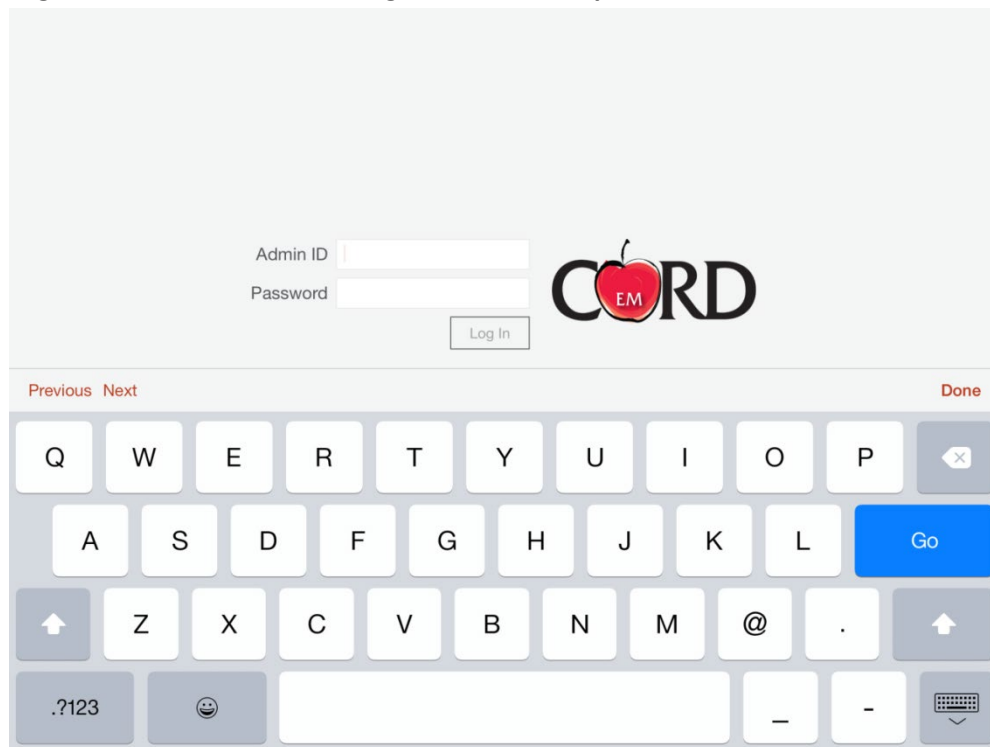 Admin ID
Password
Log In
CORD
EM
Previous Next Done
Q W E R T Y U I O P
A S D F G H J K L Go
Z X C V B N M @ .
.?123 _ -